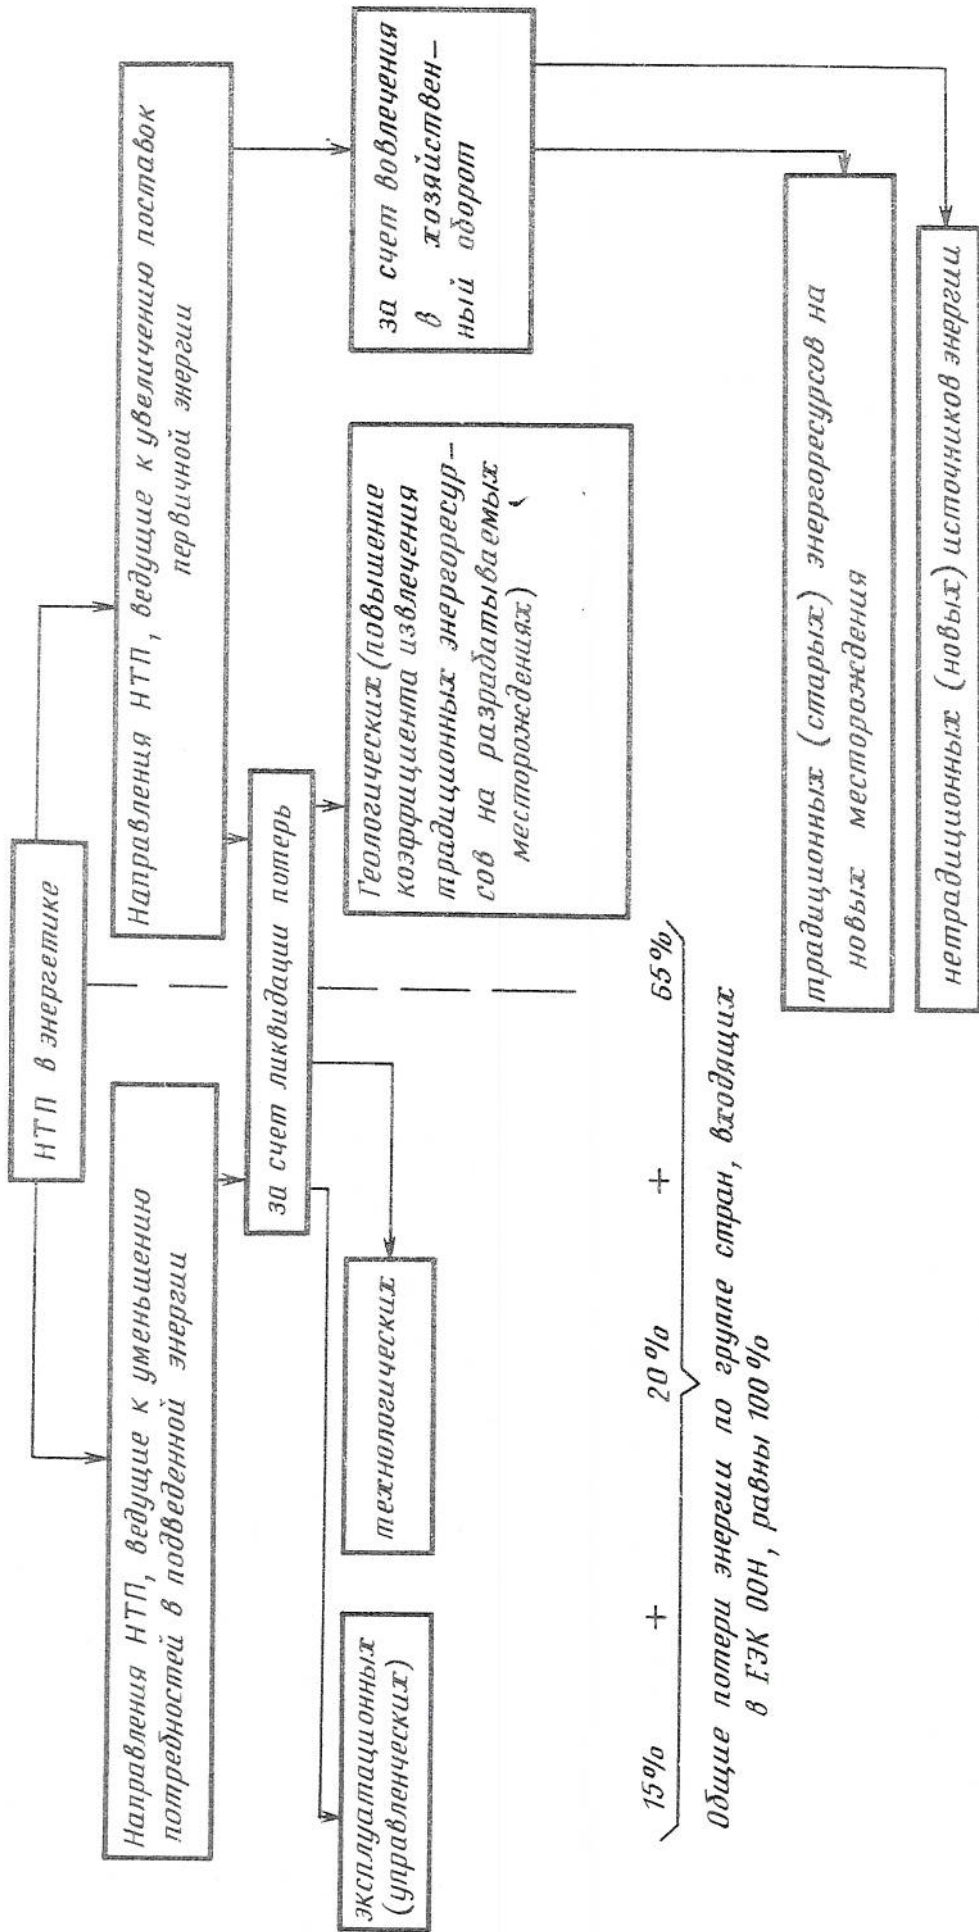 НТП в энергетике
Направления НТП, ведущие к уменьшению
потребностей в подведенной энергии
Направления НТП, ведущие к увеличению поставок
первичной энергии
за счет ликвидации потерь
эксплуатационных
(управленческих)
технологических
Геологических (повышение
коэффициента извлечения
традиционных энергоресур-
сов на разрабатываемых
месторождениях)
за счет вовлечения
в хозяйствен-
ный оборот
15% + 20% + 65%
Общие потери энергии по группе стран, входящих
в ЕЭК ООН, равны 100%
традиционных (старых) энергоресурсов на
новых месторождения
нетрадиционных (новых) источников энергии